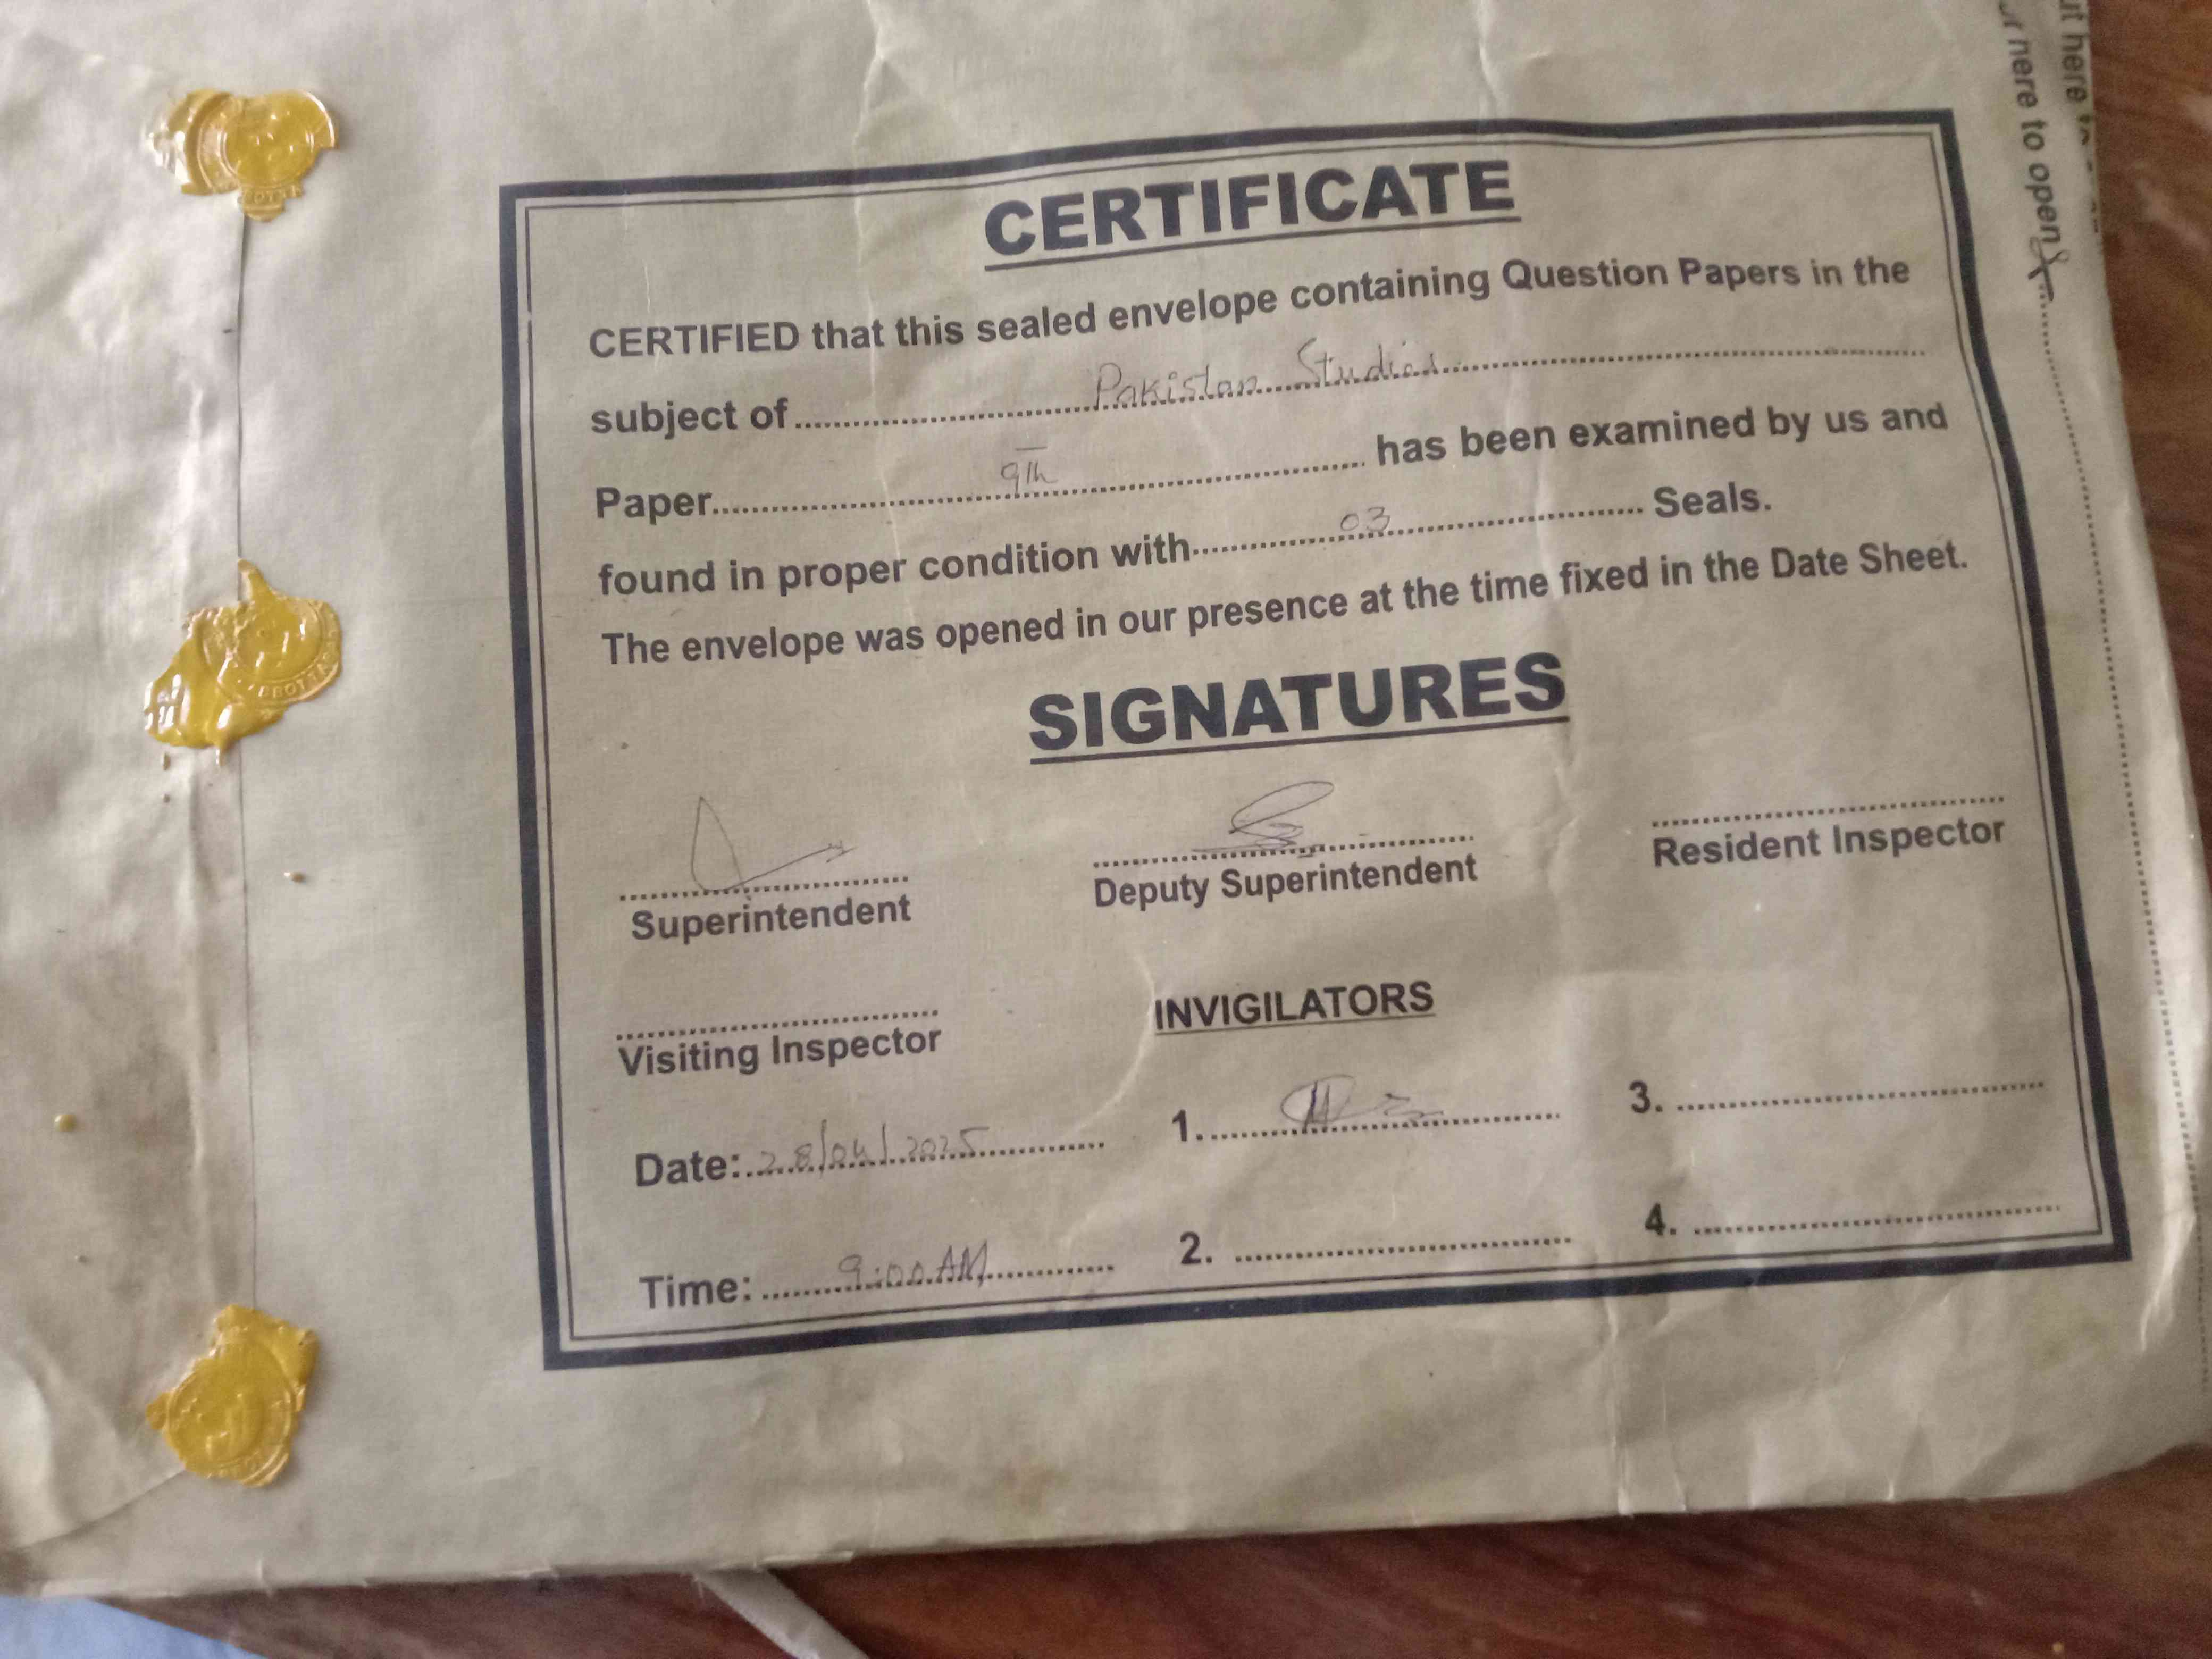 CERTIFICATE
CERTIFIED that this sealed envelope containing Question Papers in the
subject of Pakistan Studies
Paper 9th has been examined by us and
found in proper condition with 03 Seals.
The envelope was opened in our presence at the time fixed in the Date Sheet.
SIGNATURES
Superintendent
Deputy Superintendent
Resident Inspector
Visiting Inspector
INVIGILATORS
Date: 28/04/2025
1.
3.
Time: 9:00 AM
2.
4.
here to open